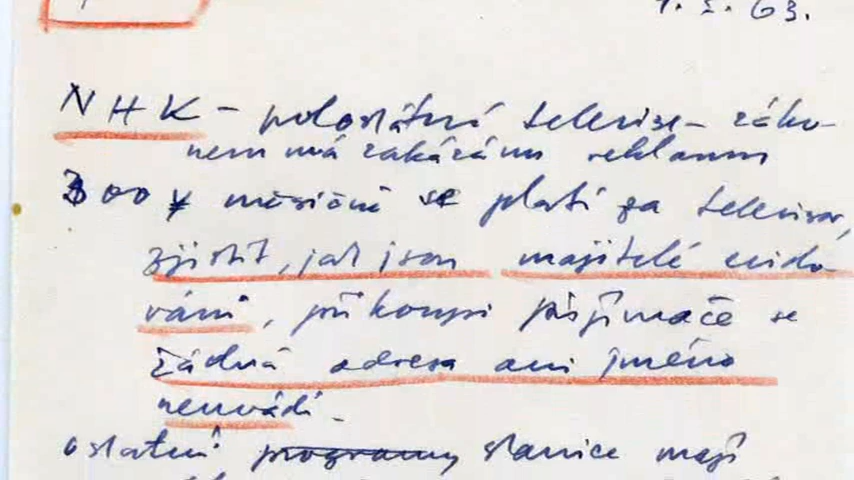 1. I. 63.
NHK - polostátní televise - záko-
nem má zakázánu reklamu
300 ¥ měsíčně se platí za televisor,
zjistit, jak jsou majitelé evido-
váni, při koupi přijímače se
žádná adresa ani jméno
neuvádí.
ostatní programy stanice mají